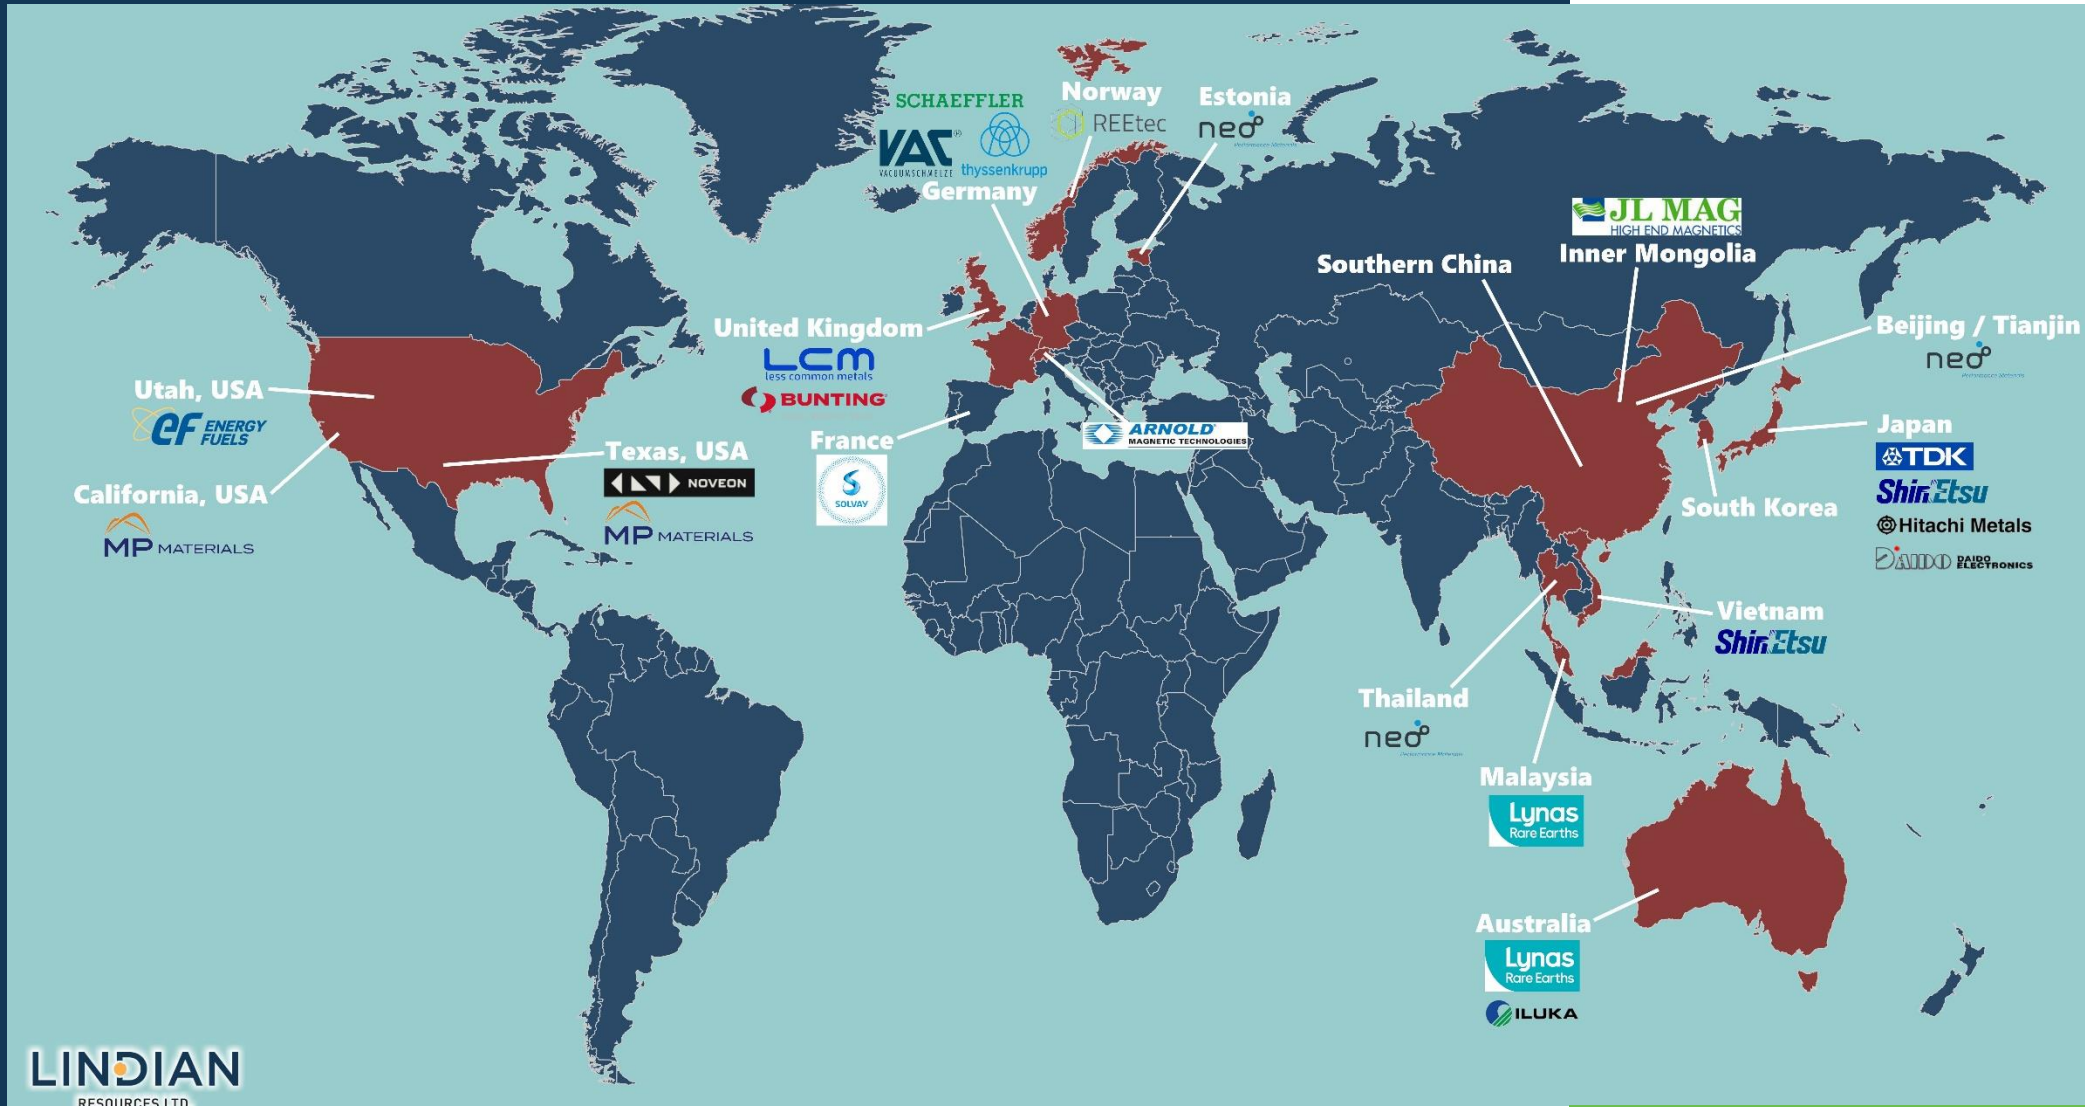 SCHAEFFLER
VAC®
VACUUMSCHMELZE
thyssenkrupp
Germany
Norway
REEtec
Estonia
neo
JL MAG
HIGH END MAGNETICS
Inner Mongolia
Southern China
Beijing / Tianjin
neo
United Kingdom
LCM
less common metals
BUNTING
Utah, USA
eF ENERGY
FUELS
California, USA
MP MATERIALS
Texas, USA
NOVEON
MP MATERIALS
France
SOLVAY
ARNOLD®
MAGNETIC TECHNOLOGIES
Japan
TDK
ShinEtsu
Hitachi Metals
DAIDO DAIDO
ELECTRONICS
South Korea
Vietnam
ShinEtsu
Thailand
neo
Malaysia
Lynas
Rare Earths
Australia
Lynas
Rare Earths
ILUKA
LINDIAN
RESOURCES LTD